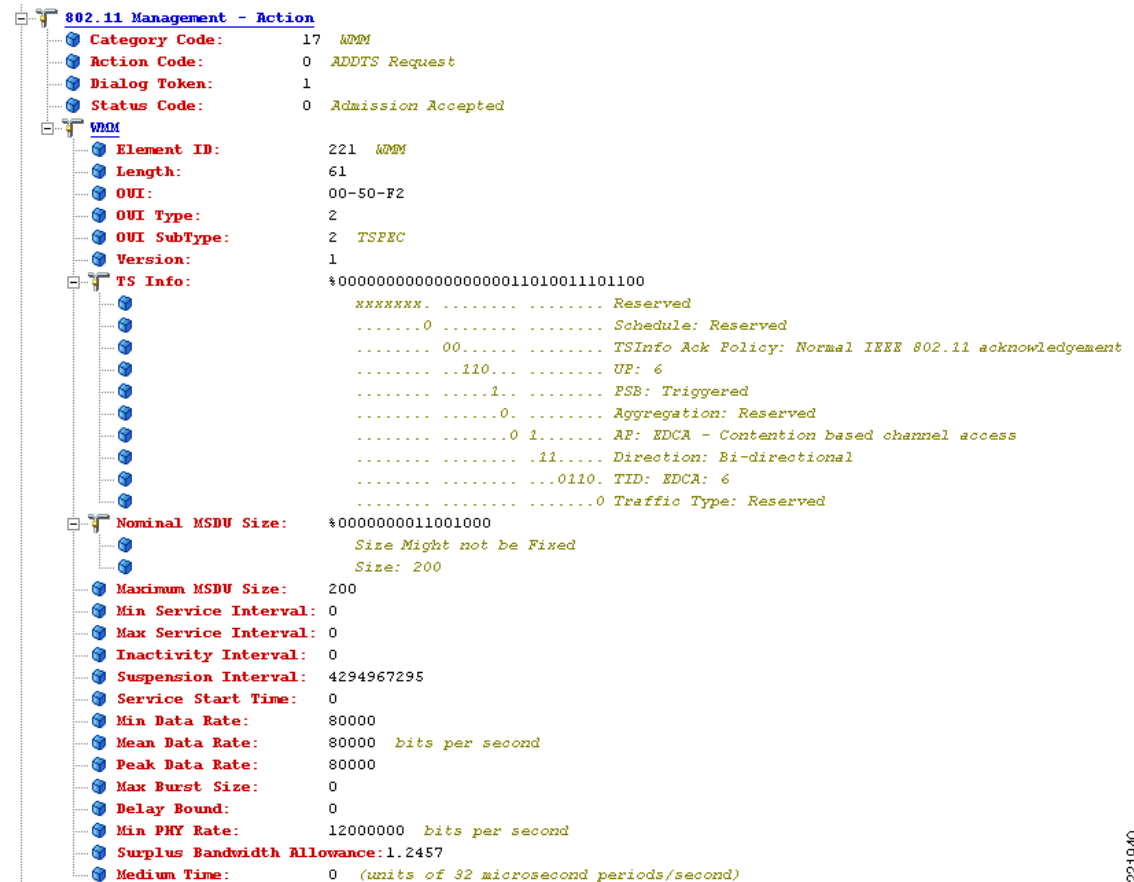 802.11 Management - Action
Category Code: 17 WMM
Action Code: 0 ADDTS Request
Dialog Token: 1
Status Code: 0 Admission Accepted
WMM
Element ID: 221 WMM
Length: 61
OUI: 00-50-F2
OUI Type: 2
OUI SubType: 2 TSPEC
Version: 1
TS Info: %00000000000000000011010011101100
xxxxxxx. ........ ........ Reserved
.......0 ........ ........ Schedule: Reserved
........ 00...... ........ TSInfo Ack Policy: Normal IEEE 802.11 acknowledgement
........ ..110... ........ UP: 6
........ .....1.. ........ PSB: Triggered
........ ......0. ........ Aggregation: Reserved
........ .......0 1....... AP: EDCA - Contention based channel access
........ ........ .11..... Direction: Bi-directional
........ ........ ...0110. TID: EDCA: 6
........ ........ .......0 Traffic Type: Reserved
Nominal MSDU Size: %0000000011001000
Size Might not be Fixed
Size: 200
Maximum MSDU Size: 200
Min Service Interval: 0
Max Service Interval: 0
Inactivity Interval: 0
Suspension Interval: 4294967295
Service Start Time: 0
Min Data Rate: 80000
Mean Data Rate: 80000 bits per second
Peak Data Rate: 80000
Max Burst Size: 0
Delay Bound: 0
Min PHY Rate: 12000000 bits per second
Surplus Bandwidth Allowance:1.2457
Medium Time: 0 (units of 32 microsecond periods/second)
221940